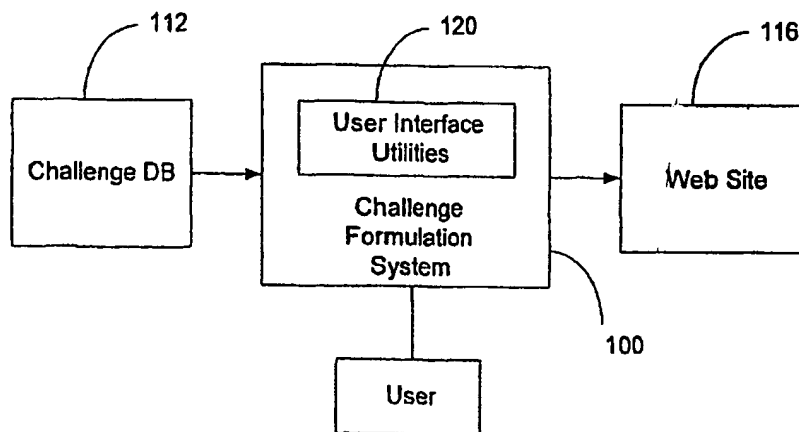 112
120
116
Challenge DB
User Interface
Utilities
Challenge
Formulation
System
Web Site
100
User